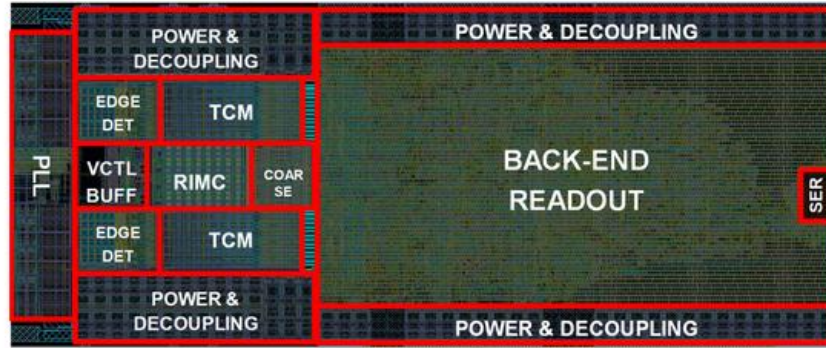 POWER &
DECOUPLING
POWER & DECOUPLING
EDGE
DET
TCM
PLL
VCTL
BUFF
RIMC
COAR
SE
BACK-END
READOUT
SER
EDGE
DET
TCM
POWER &
DECOUPLING
POWER & DECOUPLING